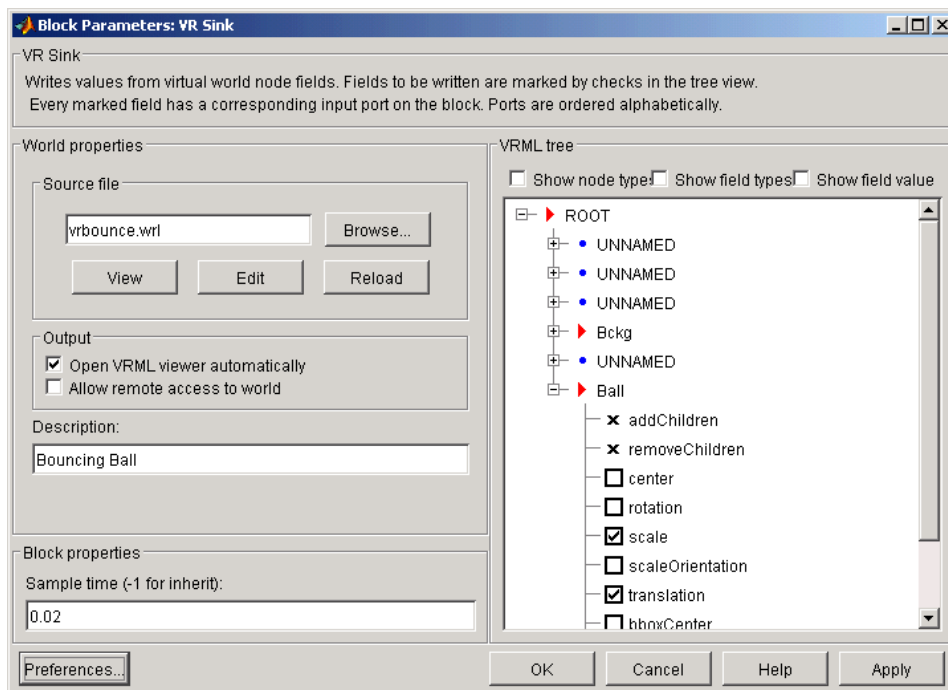 Block Parameters: VR Sink
VR Sink
Writes values from virtual world node fields. Fields to be written are marked by checks in the tree view.
Every marked field has a corresponding input port on the block. Ports are ordered alphabetically.
World properties
Source file
vrbounce.wrl
Browse...
View Edit Reload
Output
Open VRML viewer automatically
Allow remote access to world
Description:
Bouncing Ball
Block properties
Sample time (-1 for inherit):
0.02
VRML tree
Show node types Show field types Show field value
ROOT
UNNAMED
UNNAMED
UNNAMED
Bckg
UNNAMED
Ball
addChildren
removeChildren
center
rotation
scale
scaleOrientation
translation
bboxCenter
Preferences... OK Cancel Help Apply